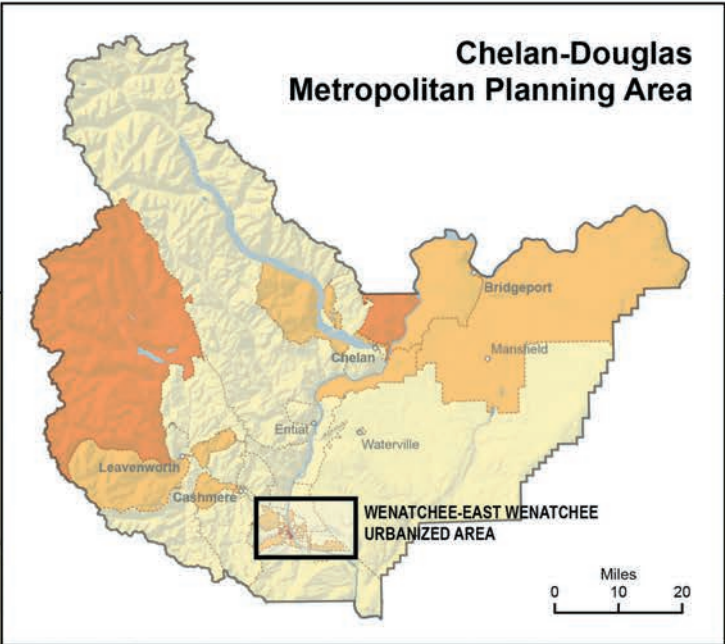 Chelan-Douglas
Metropolitan Planning Area
Bridgeport
Chelan
Mansfield
Entiat
Waterville
Leavenworth
Cashmere
WENATCHEE-EAST WENATCHEE
URBANIZED AREA
Miles
0 10 20